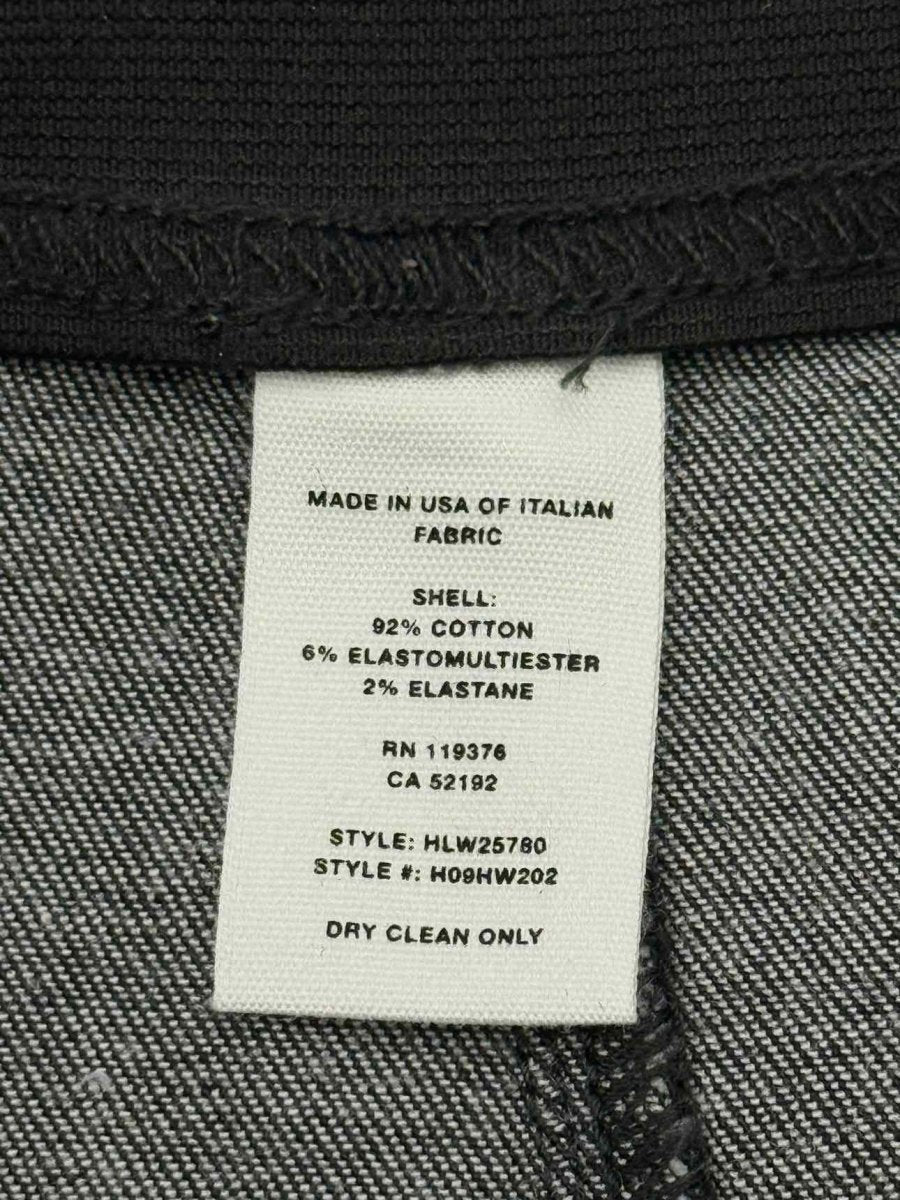 MADE IN USA OF ITALIAN
FABRIC
SHELL:
92% COTTON
6% ELASTOMULTIESTER
2% ELASTANE
RN 119376
CA 52192
STYLE: HLW25780
STYLE #: H09HW202
DRY CLEAN ONLY